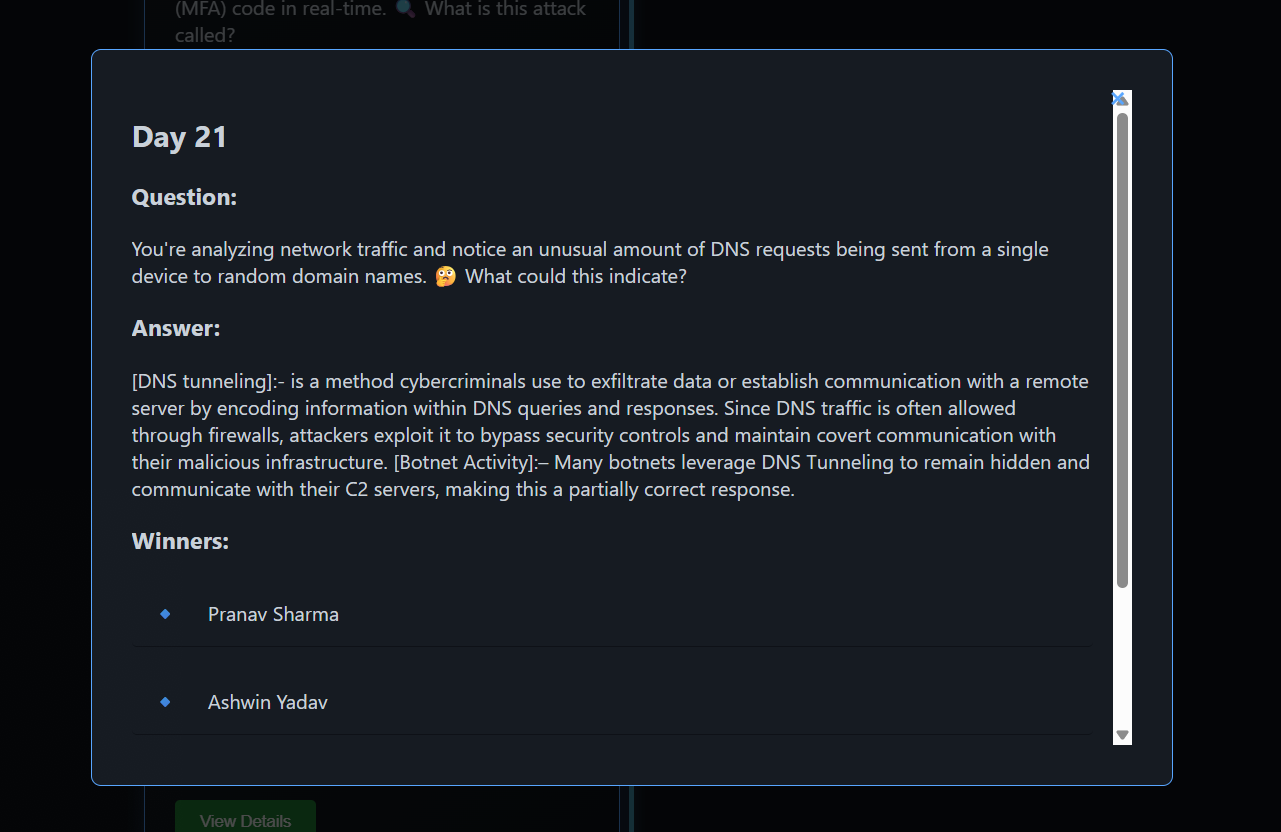 (MFA) code in real-time. 🔍 What is this attack
called?
Day 21
Question:
You're analyzing network traffic and notice an unusual amount of DNS requests being sent from a single
device to random domain names. 🤔 What could this indicate?
Answer:
[DNS tunneling]:- is a method cybercriminals use to exfiltrate data or establish communication with a remote
server by encoding information within DNS queries and responses. Since DNS traffic is often allowed
through firewalls, attackers exploit it to bypass security controls and maintain covert communication with
their malicious infrastructure. [Botnet Activity]:– Many botnets leverage DNS Tunneling to remain hidden and
communicate with their C2 servers, making this a partially correct response.
Winners:
Pranav Sharma
Ashwin Yadav
View Details